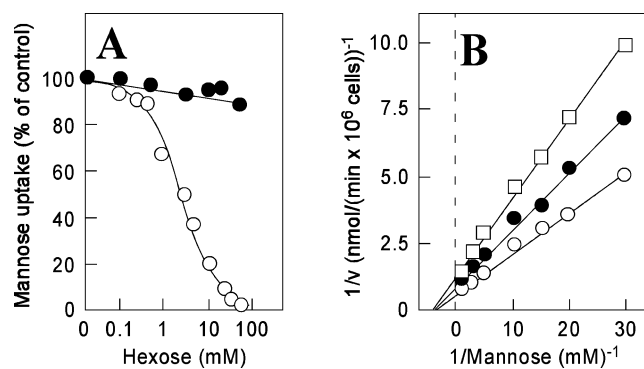 A
Mannose uptake (% of control)
100
80
60
40
20
0
0 0.1 1 10 100
Hexose (mM)
B
1/v (nmol/(min x 10⁶ cells))⁻¹
10.0
7.5
5.0
2.5
0
0 10 20 30
1/Mannose (mM)⁻¹